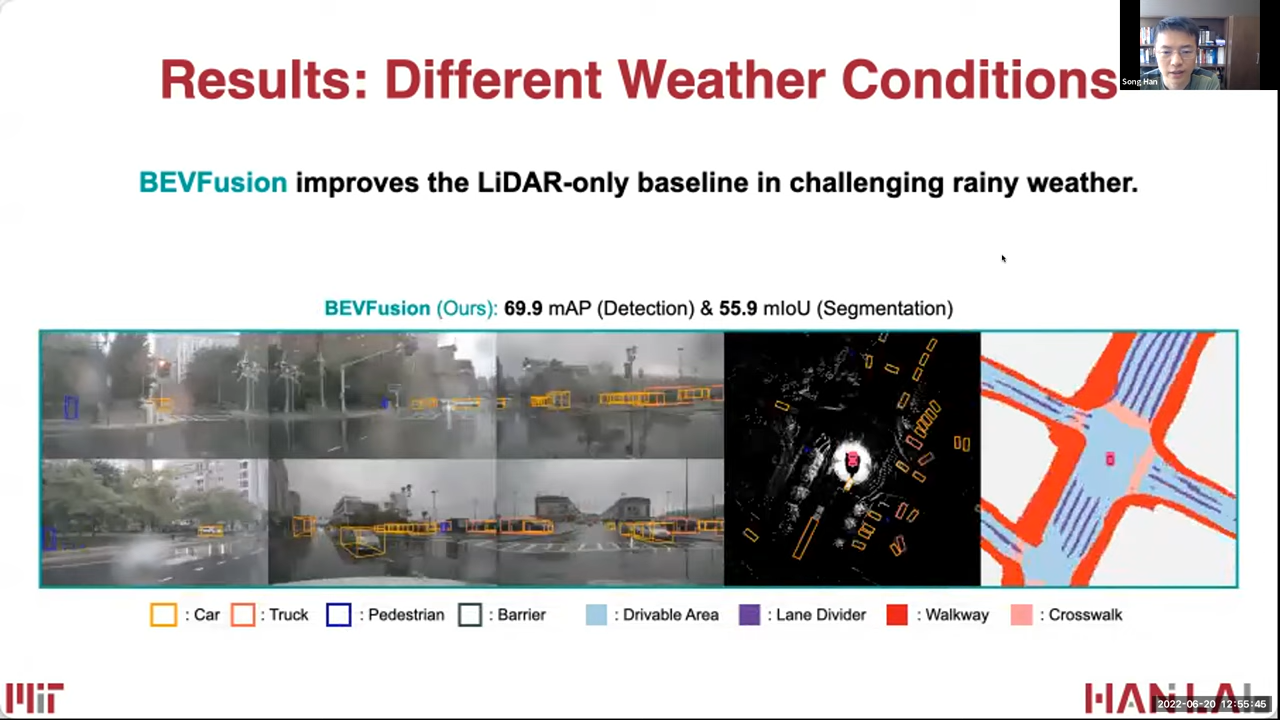 Results: Different Weather Conditions
Song Han
BEVFusion improves the LiDAR-only baseline in challenging rainy weather.
BEVFusion (Ours): 69.9 mAP (Detection) & 55.9 mIoU (Segmentation)
: Car : Truck : Pedestrian : Barrier : Drivable Area : Lane Divider : Walkway : Crosswalk
MIT
HAN LAB
2022-06-20 12:55:45